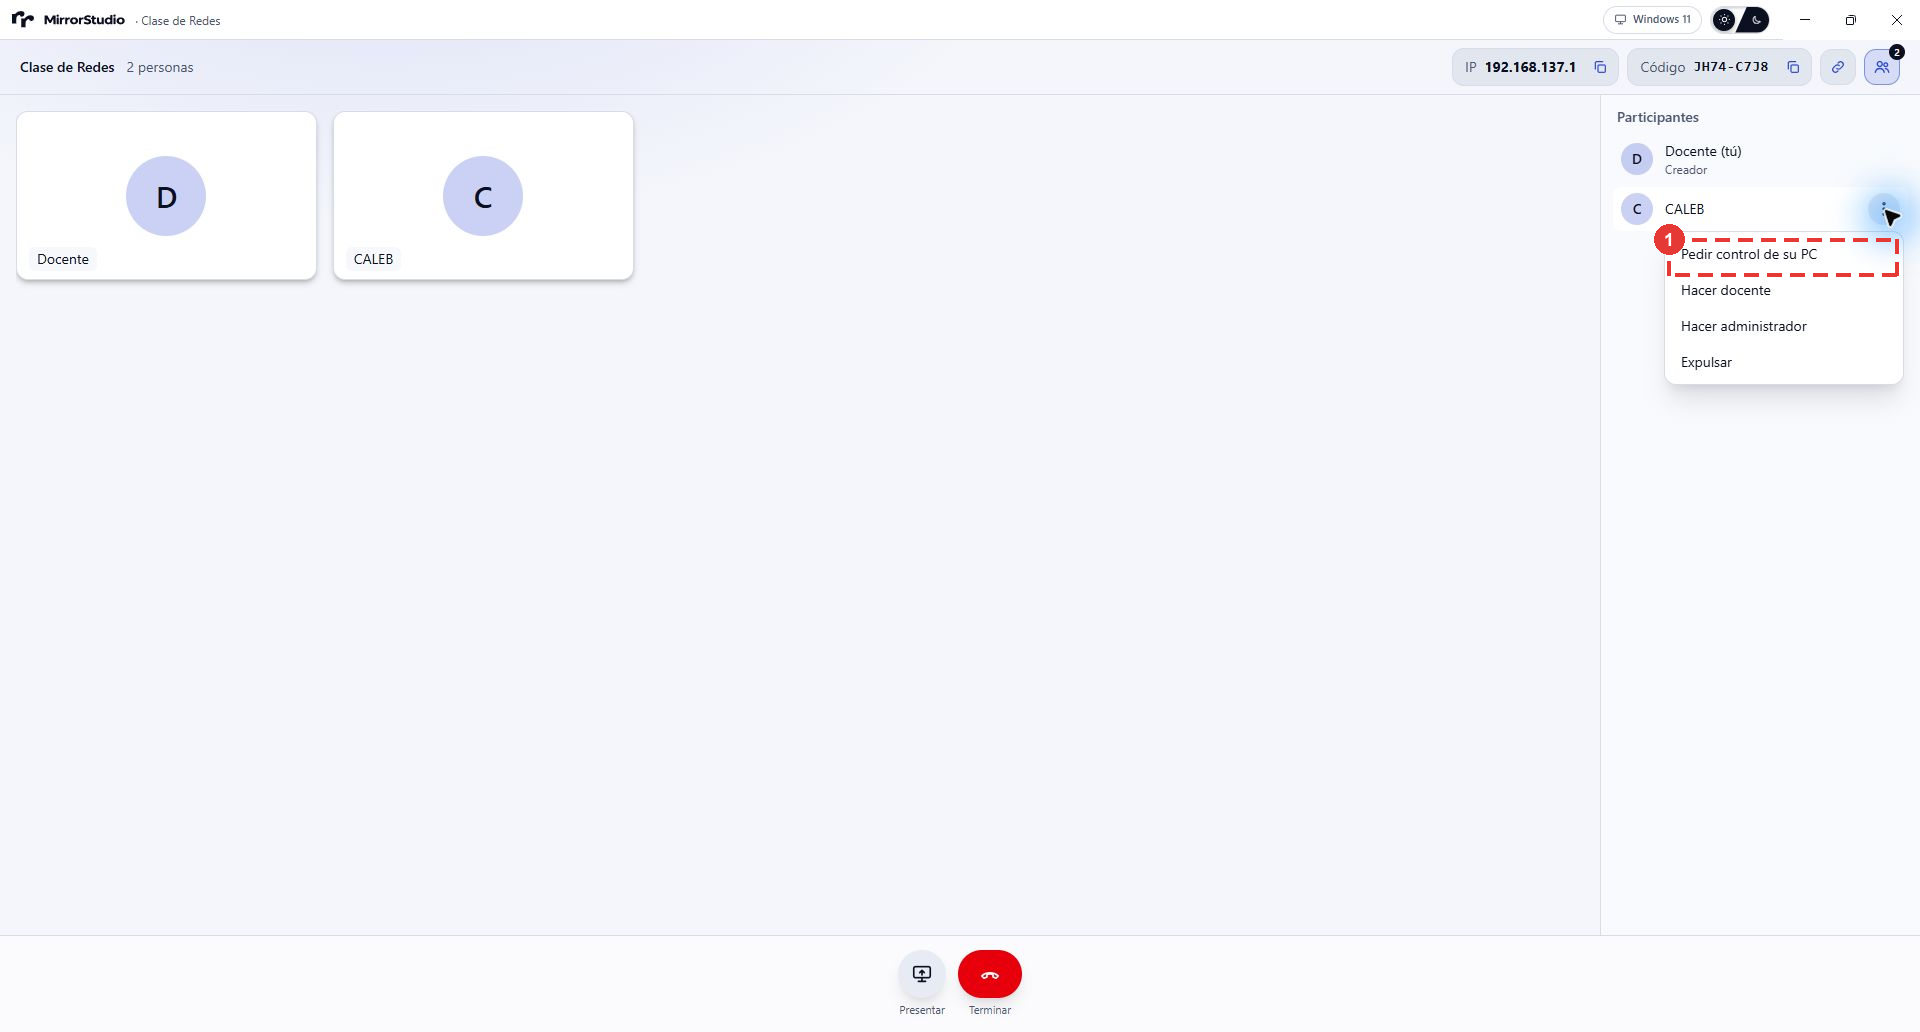 MirrorStudio · Clase de Redes
Windows 11
Clase de Redes 2 personas
IP 192.168.137.1
Código JH74-C7J8
2
D
Docente
C
CALEB
Participantes
D
Docente (tú)
Creador
C
CALEB
1
Pedir control de su PC
Hacer docente
Hacer administrador
Expulsar
Presentar
Terminar